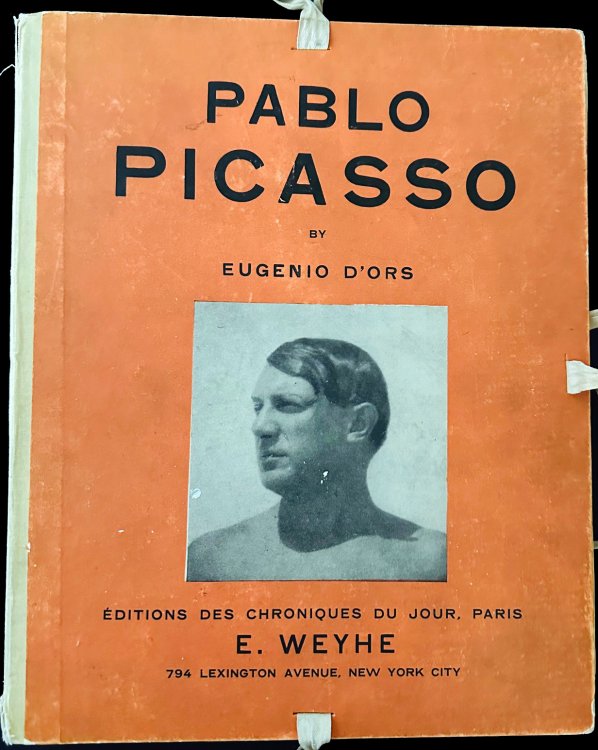 PABLO
PICASSO
BY
EUGENIO D'ORS
ÉDITIONS DES CHRONIQUES DU JOUR, PARIS
E. WEYHE
794 LEXINGTON AVENUE, NEW YORK CITY